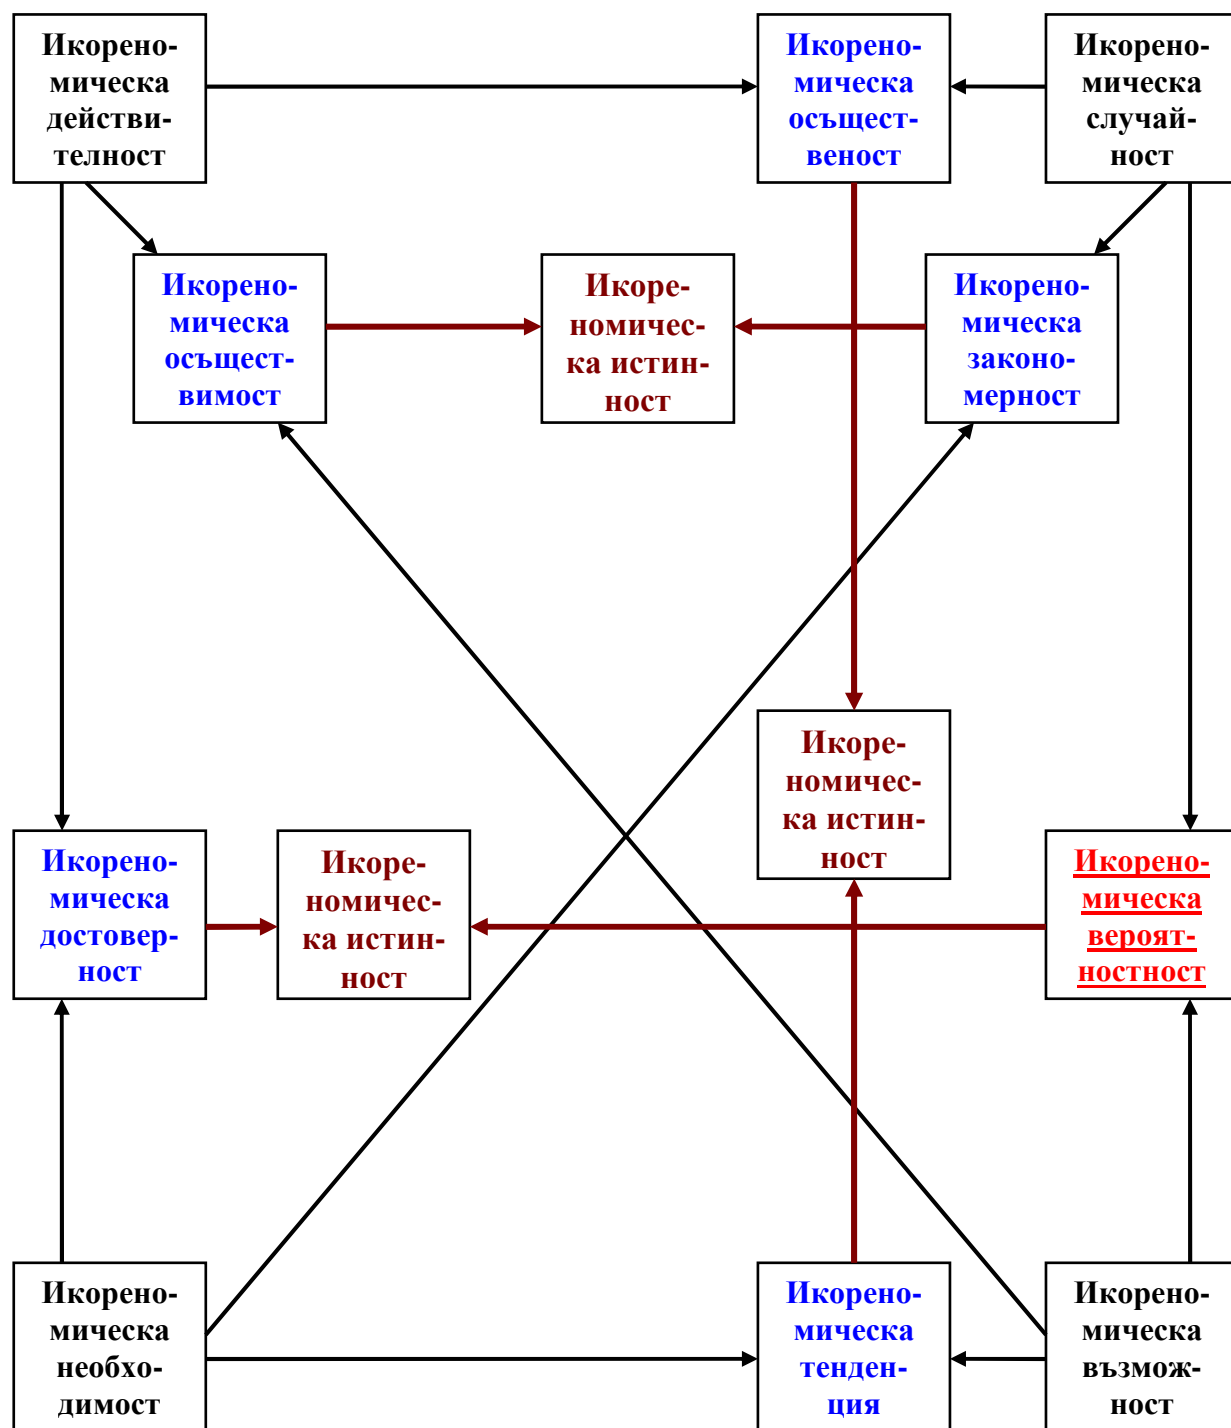 Икорено-
мическа
действи-
телност
Икорено-
мическа
осъщест-
веност
Икорено-
мическа
случай-
ност
Икорено-
мическа
осъщест-
вимост
Икоре-
номичес-
ка истин-
ност
Икорено-
мическа
законо-
мерност
Икоре-
номичес-
ка истин-
ност
Икорено-
мическа
достовер-
ност
Икоре-
номичес-
ка истин-
ност
Икорено-
мическа
вероят-
ностност
Икорено-
мическа
необхо-
димост
Икорено-
мическа
тенден-
ция
Икорено-
мическа
възмож-
ност